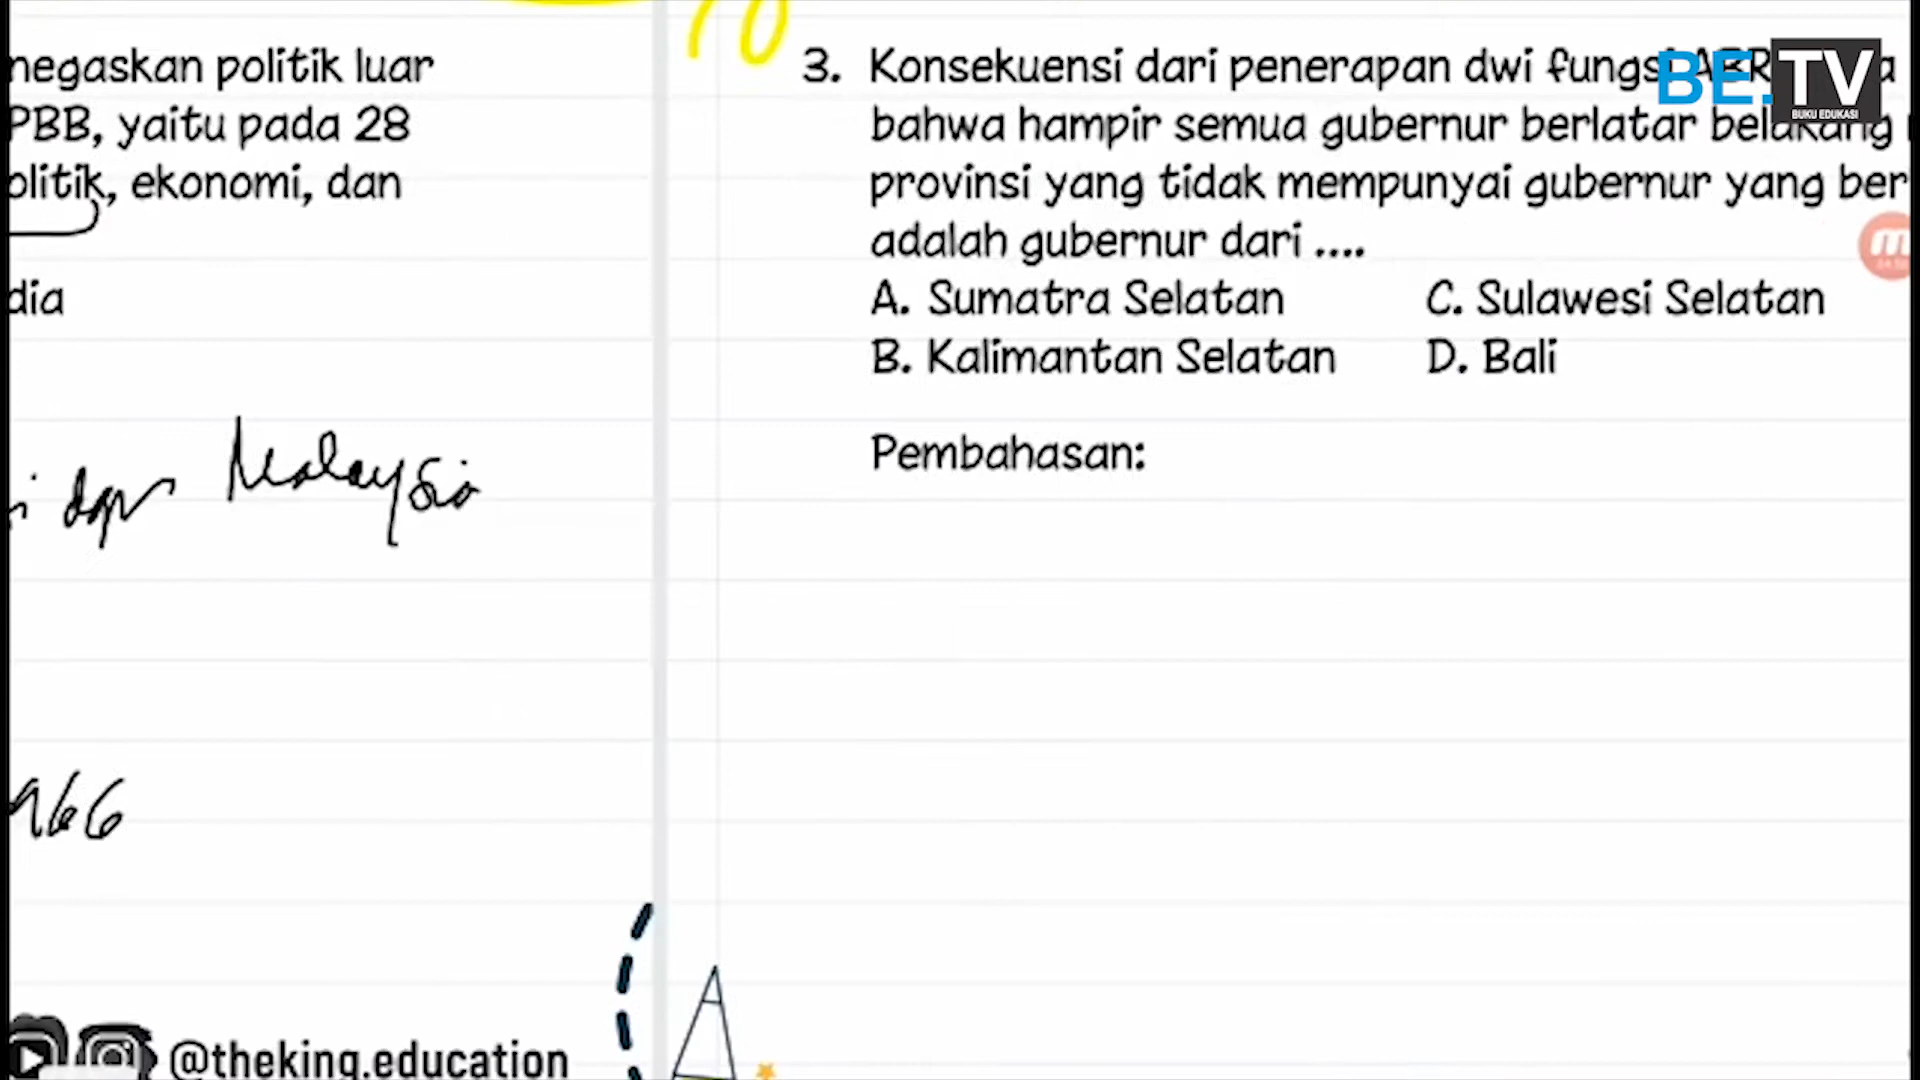 negaskan politik luar
PBB, yaitu pada 28
olitik, ekonomi, dan
dia
Malaysia
966
@theking.education
3. Konsekuensi dari penerapan dwi fungsi ABR
bahwa hampir semua gubernur berlatar belakang
provinsi yang tidak mempunyai gubernur yang ber
adalah gubernur dari ....
A. Sumatra Selatan
C. Sulawesi Selatan
B. Kalimantan Selatan
D. Bali
Pembahasan:
BE.TV
BUKU EDUKASI